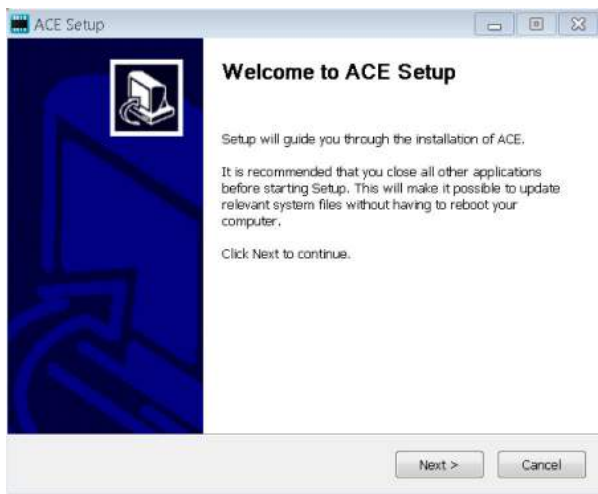 ACE Setup
Welcome to ACE Setup
Setup will guide you through the installation of ACE.
It is recommended that you close all other applications
before starting Setup. This will make it possible to update
relevant system files without having to reboot your
computer.
Click Next to continue.
Next >
Cancel